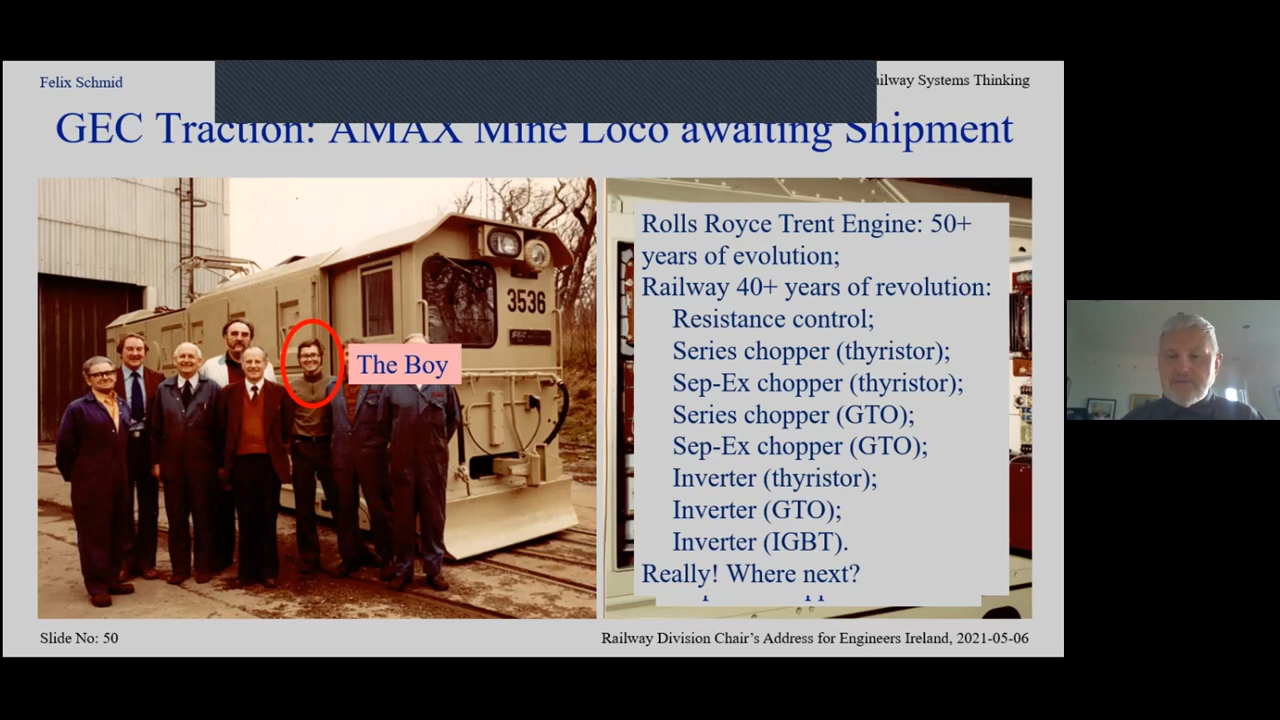 Felix Schmid
ailway Systems Thinking
GEC Traction: AMAX Mine Loco awaiting Shipment
3536
The Boy
Rolls Royce Trent Engine: 50+
years of evolution;
Railway 40+ years of revolution:
Resistance control;
Series chopper (thyristor);
Sep-Ex chopper (thyristor);
Series chopper (GTO);
Sep-Ex chopper (GTO);
Inverter (thyristor);
Inverter (GTO);
Inverter (IGBT).
Really! Where next?
Slide No: 50
Railway Division Chair’s Address for Engineers Ireland, 2021-05-06